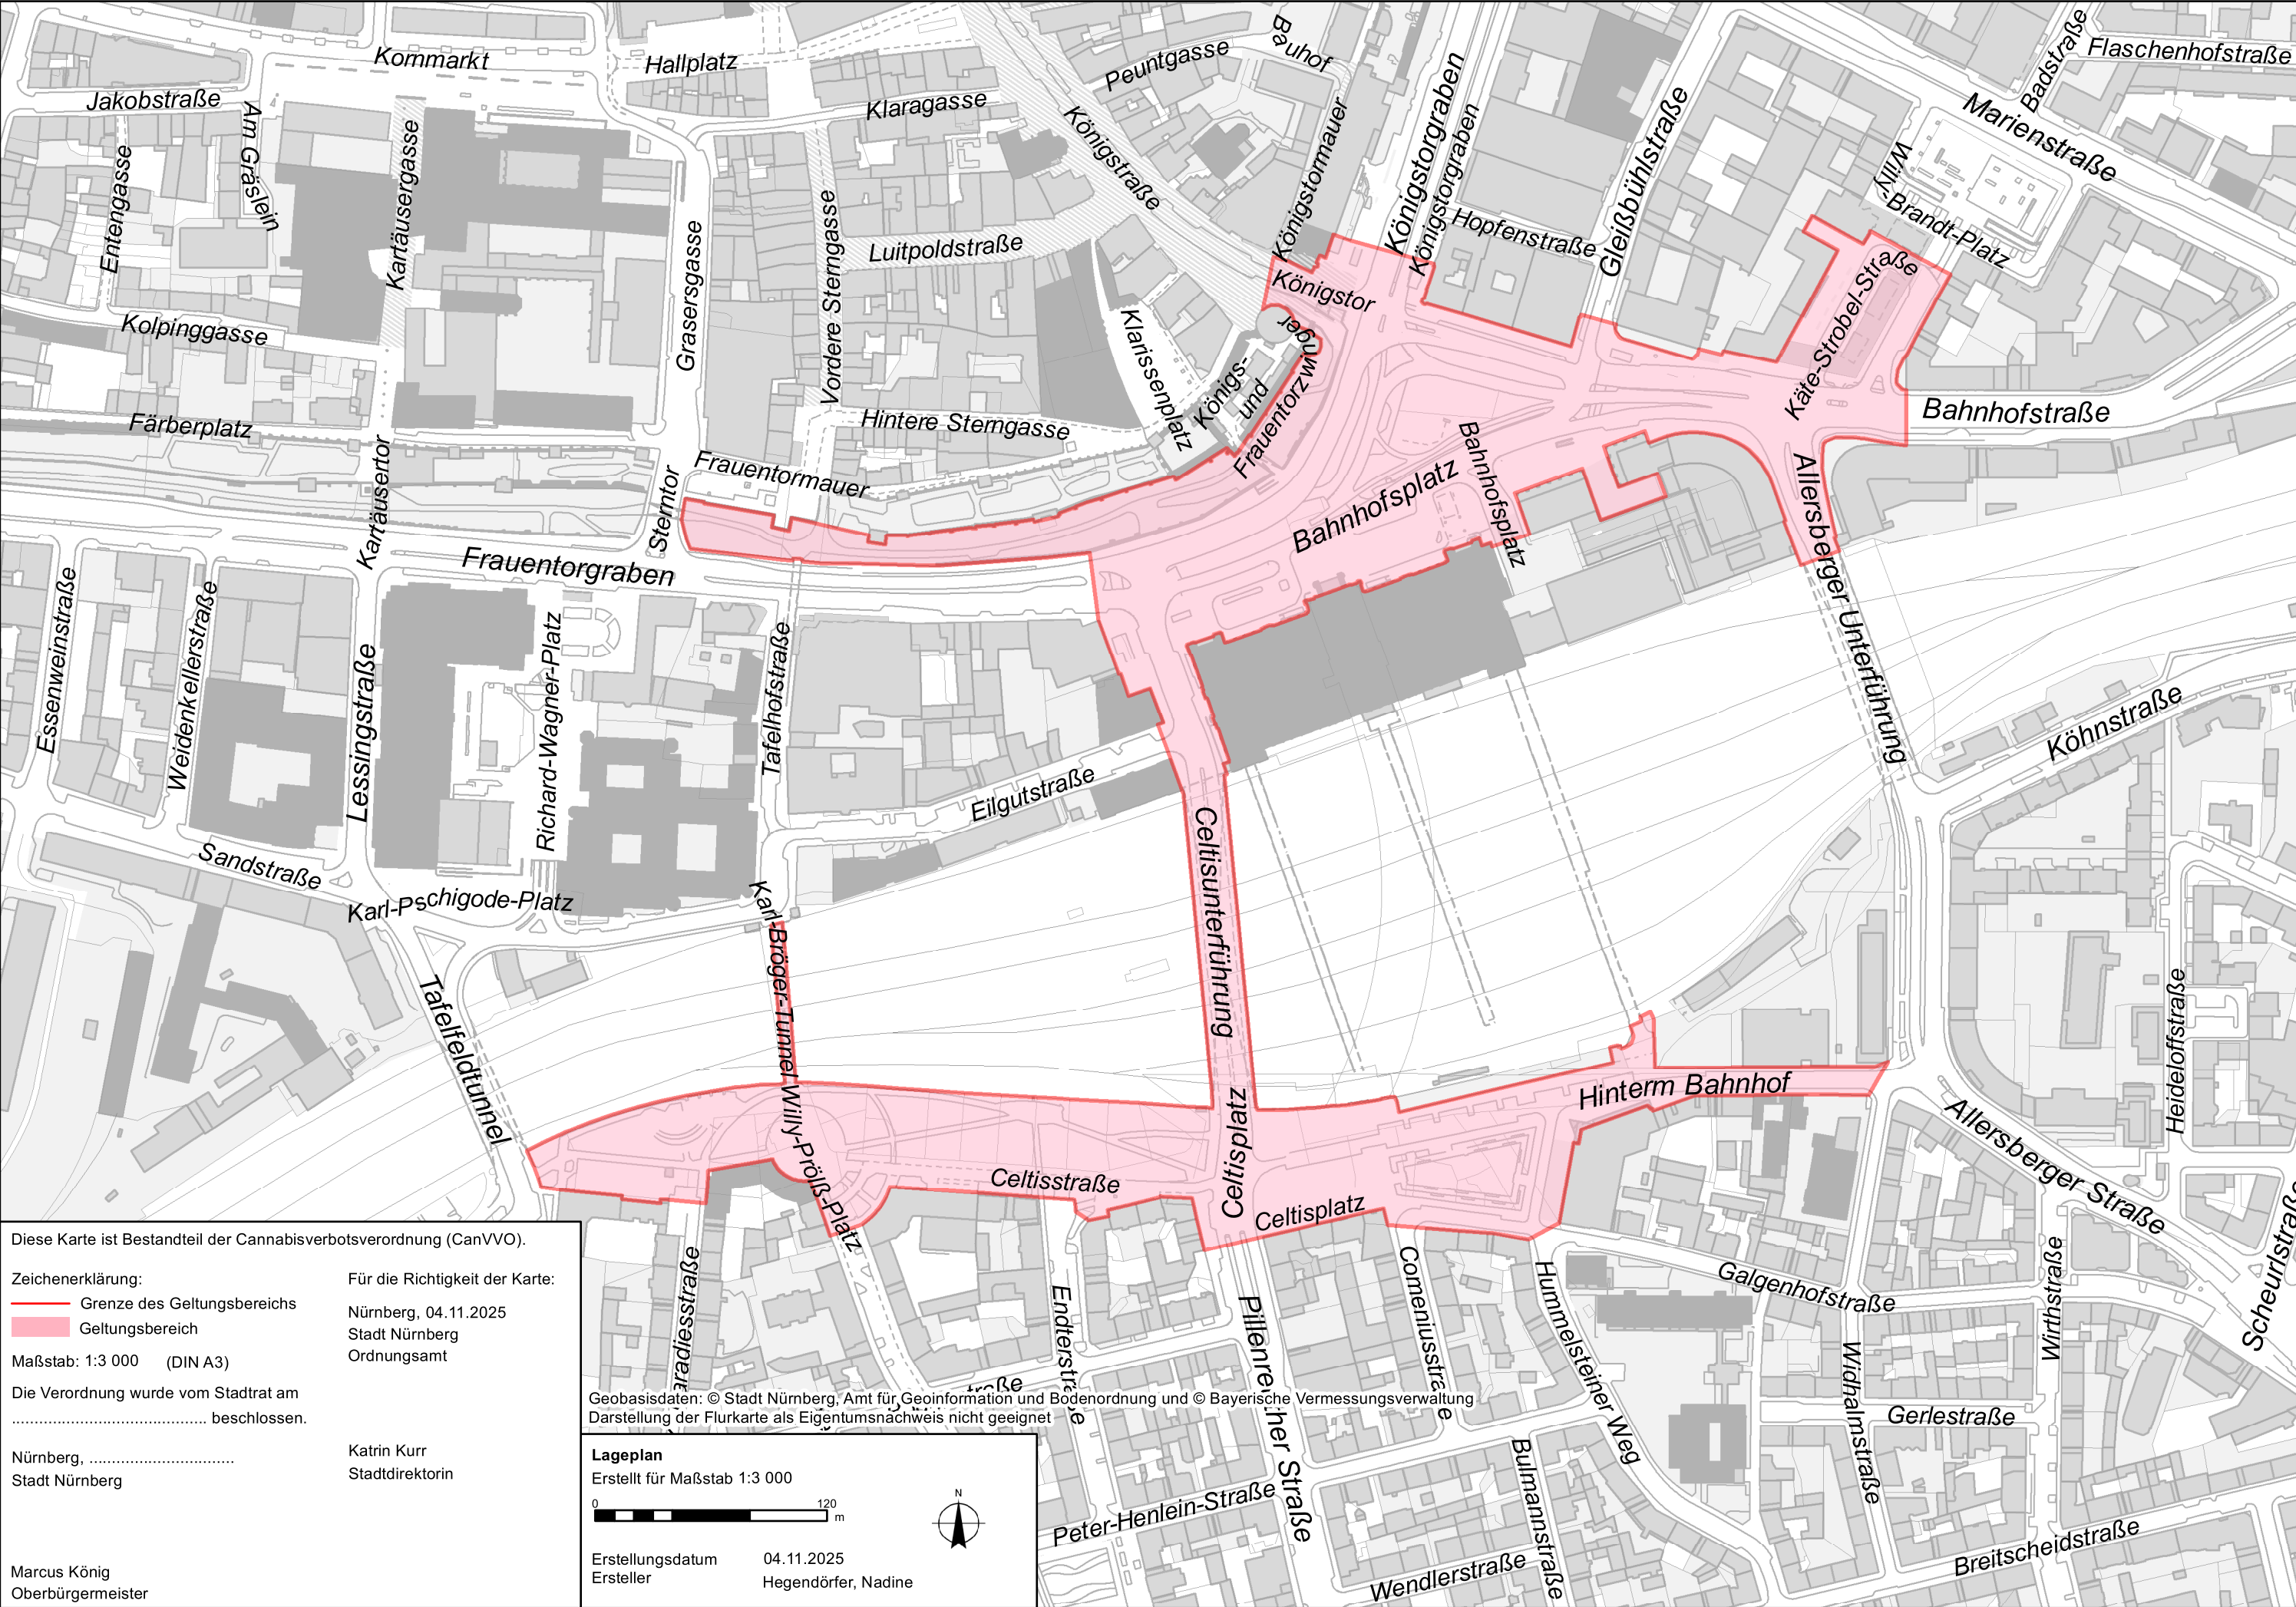 Kornmarkt
Hallplatz
Peuntgasse
Bauhof
Badstraße
Flaschenhofstraße
Jakobstraße
Am Gräslein
Klaragasse
Königstraße
Königstormauer
Königstorgraben
Königstorgraben
Gleißbühlstraße
Marienstraße
Entengasse
Kartäusergasse
Willy-
Brandt-Platz
Hopfenstraße
Grasersgasse
Vordere Sterngasse
Luitpoldstraße
Königstor
Käte-Strobel-Straße
Kolpinggasse
Klarissenplatz
Königs-
und
Frauentorzwinger
Färberplatz
Hintere Sterngasse
Bahnhofstraße
Kartäusertor
Sterntor
Frauentormauer
Bahnhofsplatz
Bahnhofsplatz
Frauentorgraben
Allersberger Unterführung
Essenweinstraße
Weidenkellerstraße
Lessingstraße
Richard-Wagner-Platz
Tafelhofstraße
Köhnstraße
Eilgutstraße
Sandstraße
Karl-Pschigode-Platz
Karl-Bröger-Tunnel
Celtisunterführung
Tafelfeldtunnel
Heideloffstraße
Hinterm Bahnhof
Willy-Prölß-Platz
Celtisstraße
Celtisplatz
Celtisplatz
Allersberger Straße
Scheurlstraße
Galgenhofstraße
Wirthstraße
Widhalmstraße
Comeniusstraße
Hummelsteiner Weg
Endterstraße
Pillenreuther Straße
Gerlestraße
Bulmannstraße
Peter-Henlein-Straße
Wendlerstraße
Breitscheidstraße
Diese Karte ist Bestandteil der Cannabisverbotsverordnung (CanVVO).
Zeichenerklärung:
Grenze des Geltungsbereichs
Geltungsbereich
Maßstab: 1:3 000 (DIN A3)
Die Verordnung wurde vom Stadtrat am
........................................... beschlossen.
Nürnberg, ................................
Stadt Nürnberg
Marcus König
Oberbürgermeister
Für die Richtigkeit der Karte:
Nürnberg, 04.11.2025
Stadt Nürnberg
Ordnungsamt
Katrin Kurr
Stadtdirektorin
Geobasisdaten: © Stadt Nürnberg, Amt für Geoinformation und Bodenordnung und © Bayerische Vermessungsverwaltung
Darstellung der Flurkarte als Eigentumsnachweis nicht geeignet
Lageplan
Erstellt für Maßstab 1:3 000
0 120
m
N
Erstellungsdatum 04.11.2025
Ersteller Hegendörfer, Nadine